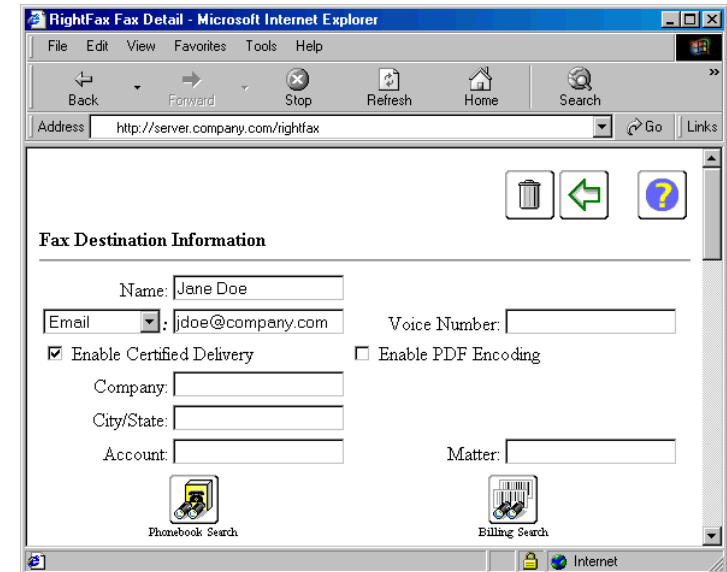 RightFax Fax Detail - Microsoft Internet Explorer
File Edit View Favorites Tools Help
Back Forward Stop Refresh Home Search »
Address http://server.company.com/rightfax Go Links
?
Fax Destination Information
Name: Jane Doe
Email : jdoe@company.com Voice Number:
Enable Certified Delivery Enable PDF Encoding
Company:
City/State:
Account: Matter:
Phonebook Search Billing Search
Internet